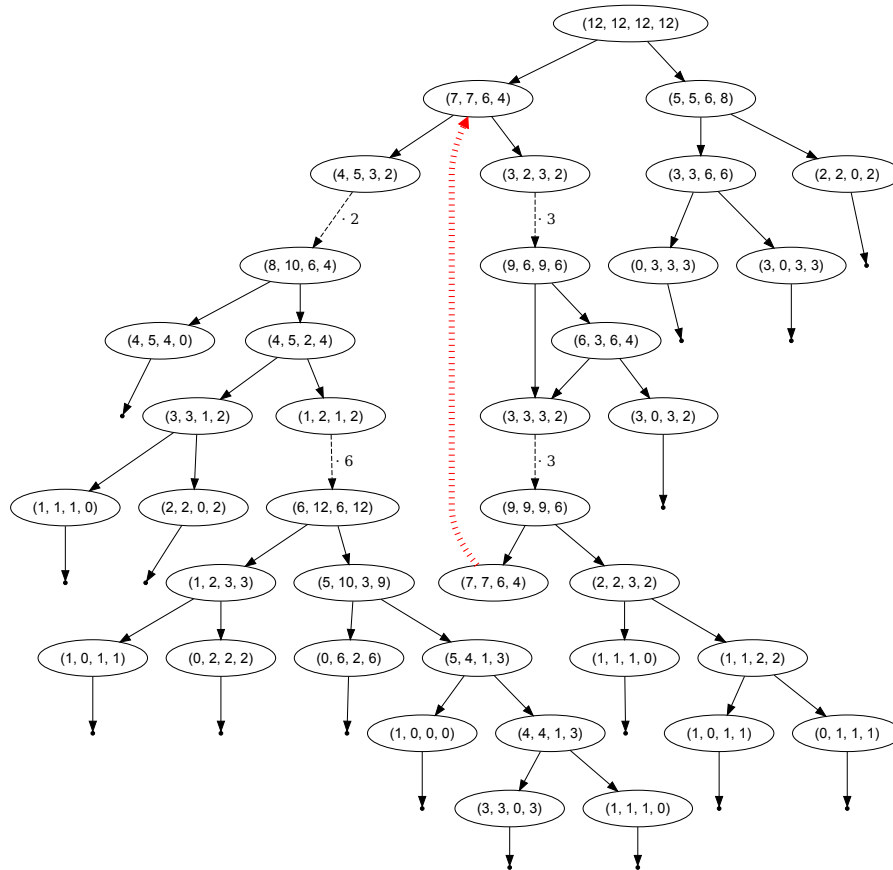 (12, 12, 12, 12)
(7, 7, 6, 4)
(5, 5, 6, 8)
(4, 5, 3, 2)
(3, 2, 3, 2)
(3, 3, 6, 6)
(2, 2, 0, 2)
· 2
· 3
(8, 10, 6, 4)
(9, 6, 9, 6)
(0, 3, 3, 3)
(3, 0, 3, 3)
(4, 5, 4, 0)
(4, 5, 2, 4)
(6, 3, 6, 4)
(3, 3, 1, 2)
(1, 2, 1, 2)
(3, 3, 3, 2)
(3, 0, 3, 2)
· 6
· 3
(1, 1, 1, 0)
(2, 2, 0, 2)
(6, 12, 6, 12)
(9, 9, 9, 6)
(1, 2, 3, 3)
(5, 10, 3, 9)
(7, 7, 6, 4)
(2, 2, 3, 2)
(1, 0, 1, 1)
(0, 2, 2, 2)
(0, 6, 2, 6)
(5, 4, 1, 3)
(1, 1, 1, 0)
(1, 1, 2, 2)
(1, 0, 0, 0)
(4, 4, 1, 3)
(1, 0, 1, 1)
(0, 1, 1, 1)
(3, 3, 0, 3)
(1, 1, 1, 0)